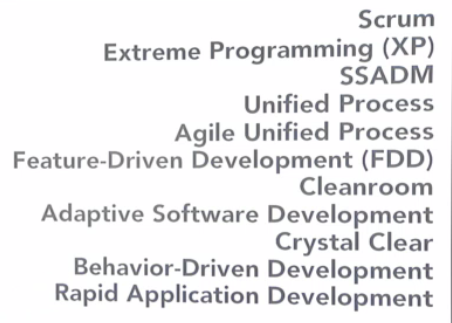 Scrum
Extreme Programming (XP)
SSADM
Unified Process
Agile Unified Process
Feature-Driven Development (FDD)
Cleanroom
Adaptive Software Development
Crystal Clear
Behavior-Driven Development
Rapid Application Development